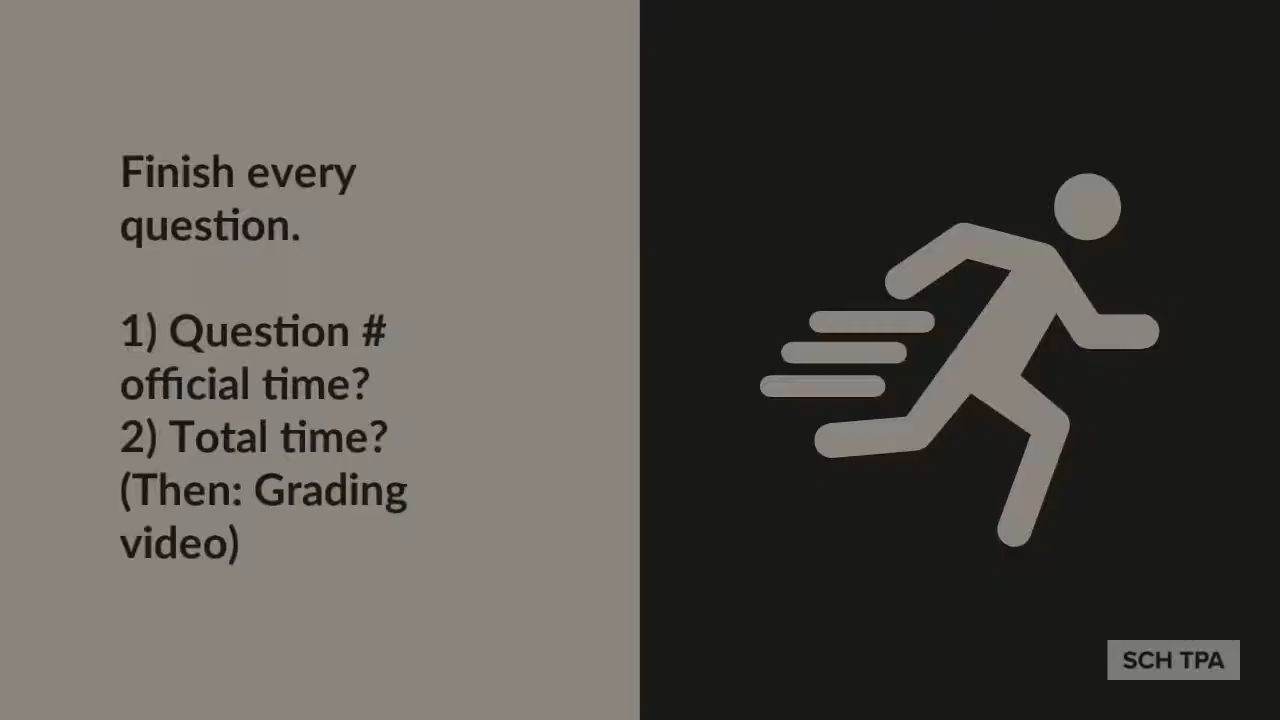 Finish every
question.
1) Question #
official time?
2) Total time?
(Then: Grading
video)
SCH TPA